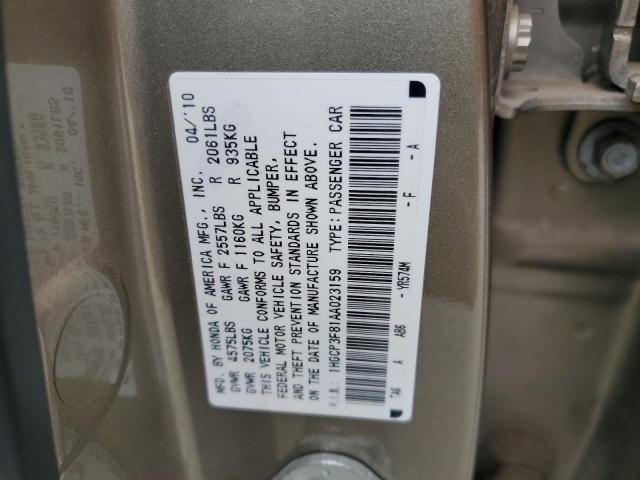 MFD. BY HONDA OF AMERICA MFG., INC. 04/'10
GVWR 4575LBS GAWR F 2557LBS R 2061LBS
GVWR 2075KG GAWR F 1160KG R 935KG
THIS VEHICLE CONFORMS TO ALL APPLICABLE
FEDERAL MOTOR VEHICLE SAFETY, BUMPER,
AND THEFT PREVENTION STANDARDS IN EFFECT
ON THE DATE OF MANUFACTURE SHOWN ABOVE.
V.I.N.: 1HGCP3F81AA023159 TYPE: PASSENGER CAR
TA6 A AB6 - YR574M - F - A